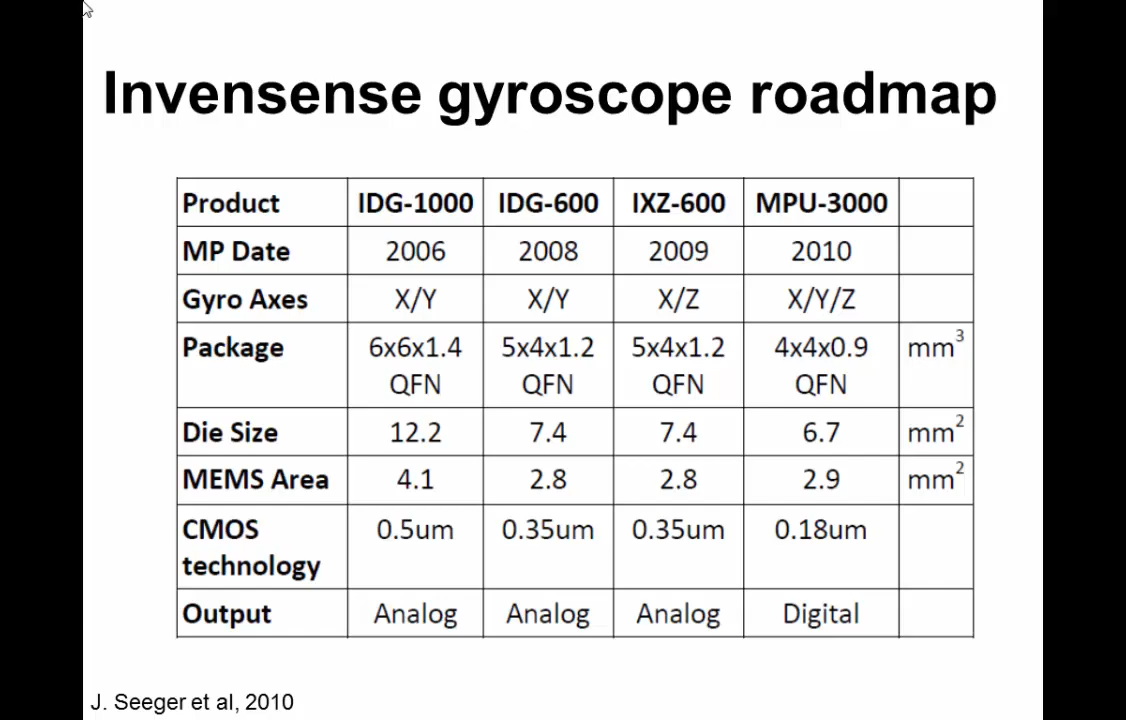 Invensense gyroscope roadmap
Product IDG-1000 IDG-600 IXZ-600 MPU-3000
MP Date 2006 2008 2009 2010
Gyro Axes X/Y X/Y X/Z X/Y/Z
Package 6x6x1.4 5x4x1.2 5x4x1.2 4x4x0.9 mm³
QFN QFN QFN QFN
Die Size 12.2 7.4 7.4 6.7 mm²
MEMS Area 4.1 2.8 2.8 2.9 mm²
CMOS 0.5um 0.35um 0.35um 0.18um
technology
Output Analog Analog Analog Digital
J. Seeger et al, 2010